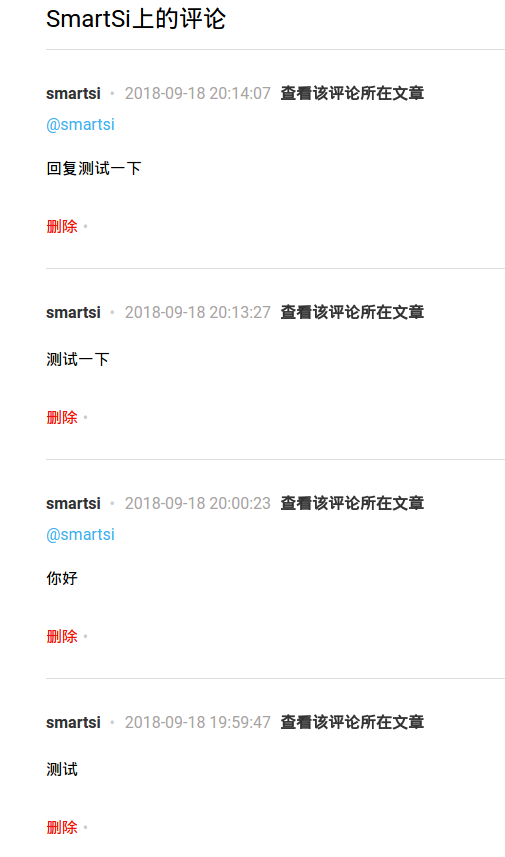 SmartSi上的评论
smartsi • 2018-09-18 20:14:07 查看该评论所在文章
@smartsi
回复测试一下
删除 •
smartsi • 2018-09-18 20:13:27 查看该评论所在文章
测试一下
删除 •
smartsi • 2018-09-18 20:00:23 查看该评论所在文章
@smartsi
你好
删除 •
smartsi • 2018-09-18 19:59:47 查看该评论所在文章
测试
删除 •